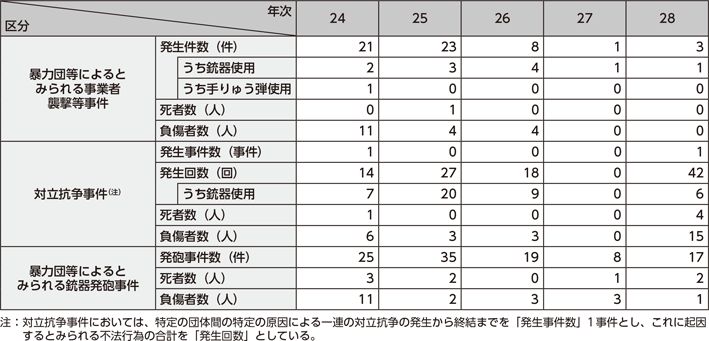 年次
区分 24 25 26 27 28
暴力団等によるとみられる事業者襲撃等事件 発生件数(件) 21 23 8 1 3
うち銃器使用 2 3 4 1 1
うち手りゅう弾使用 1 0 0 0 0
死者数(人) 0 1 0 0 0
負傷者数(人) 11 4 4 0 0
対立抗争事件(注) 発生事件数(事件) 1 0 0 0 1
発生回数(回) 14 27 18 0 42
うち銃器使用 7 20 9 0 6
死者数(人) 1 0 0 0 4
負傷者数(人) 6 3 3 0 15
暴力団等によるとみられる銃器発砲事件 発砲事件数(件) 25 35 19 8 17
死者数(人) 3 2 0 1 2
負傷者数(人) 11 2 3 3 1
注:対立抗争事件においては、特定の団体間の特定の原因による一連の対立抗争の発生から終結までを「発生事件数」1事件とし、これに起因
するとみられる不法行為の合計を「発生回数」としている。